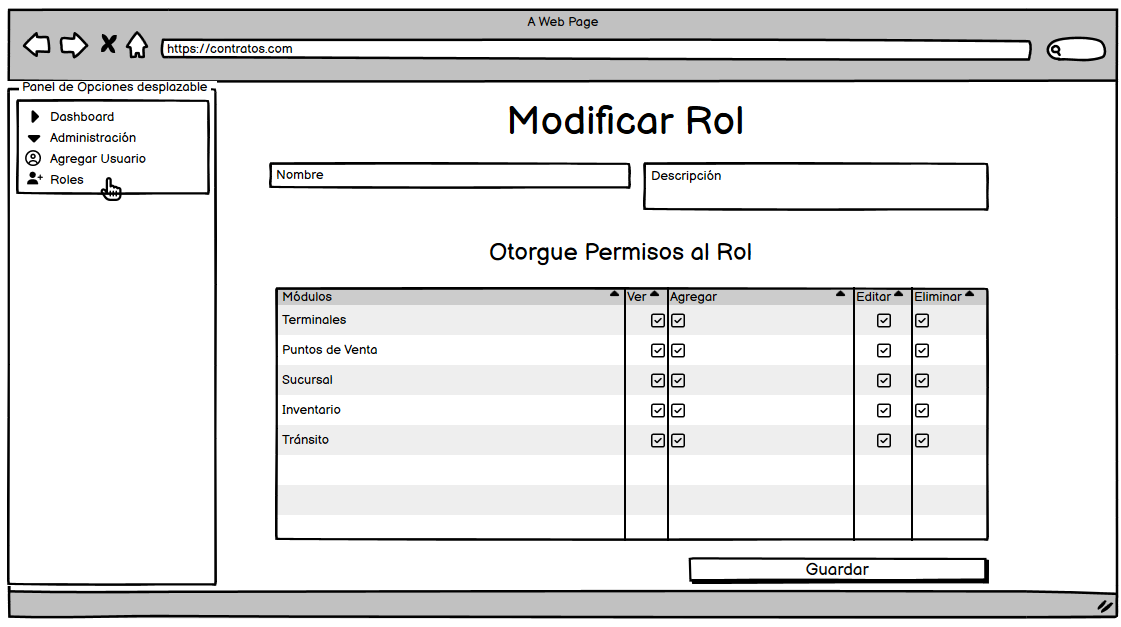 A Web Page
https://contratos.com
Panel de Opciones desplazable
Dashboard
Administración
Agregar Usuario
Roles
Modificar Rol
Nombre
Descripción
Otorgue Permisos al Rol
Módulos Ver Agregar Editar Eliminar
Terminales
Puntos de Venta
Sucursal
Inventario
Tránsito
Guardar